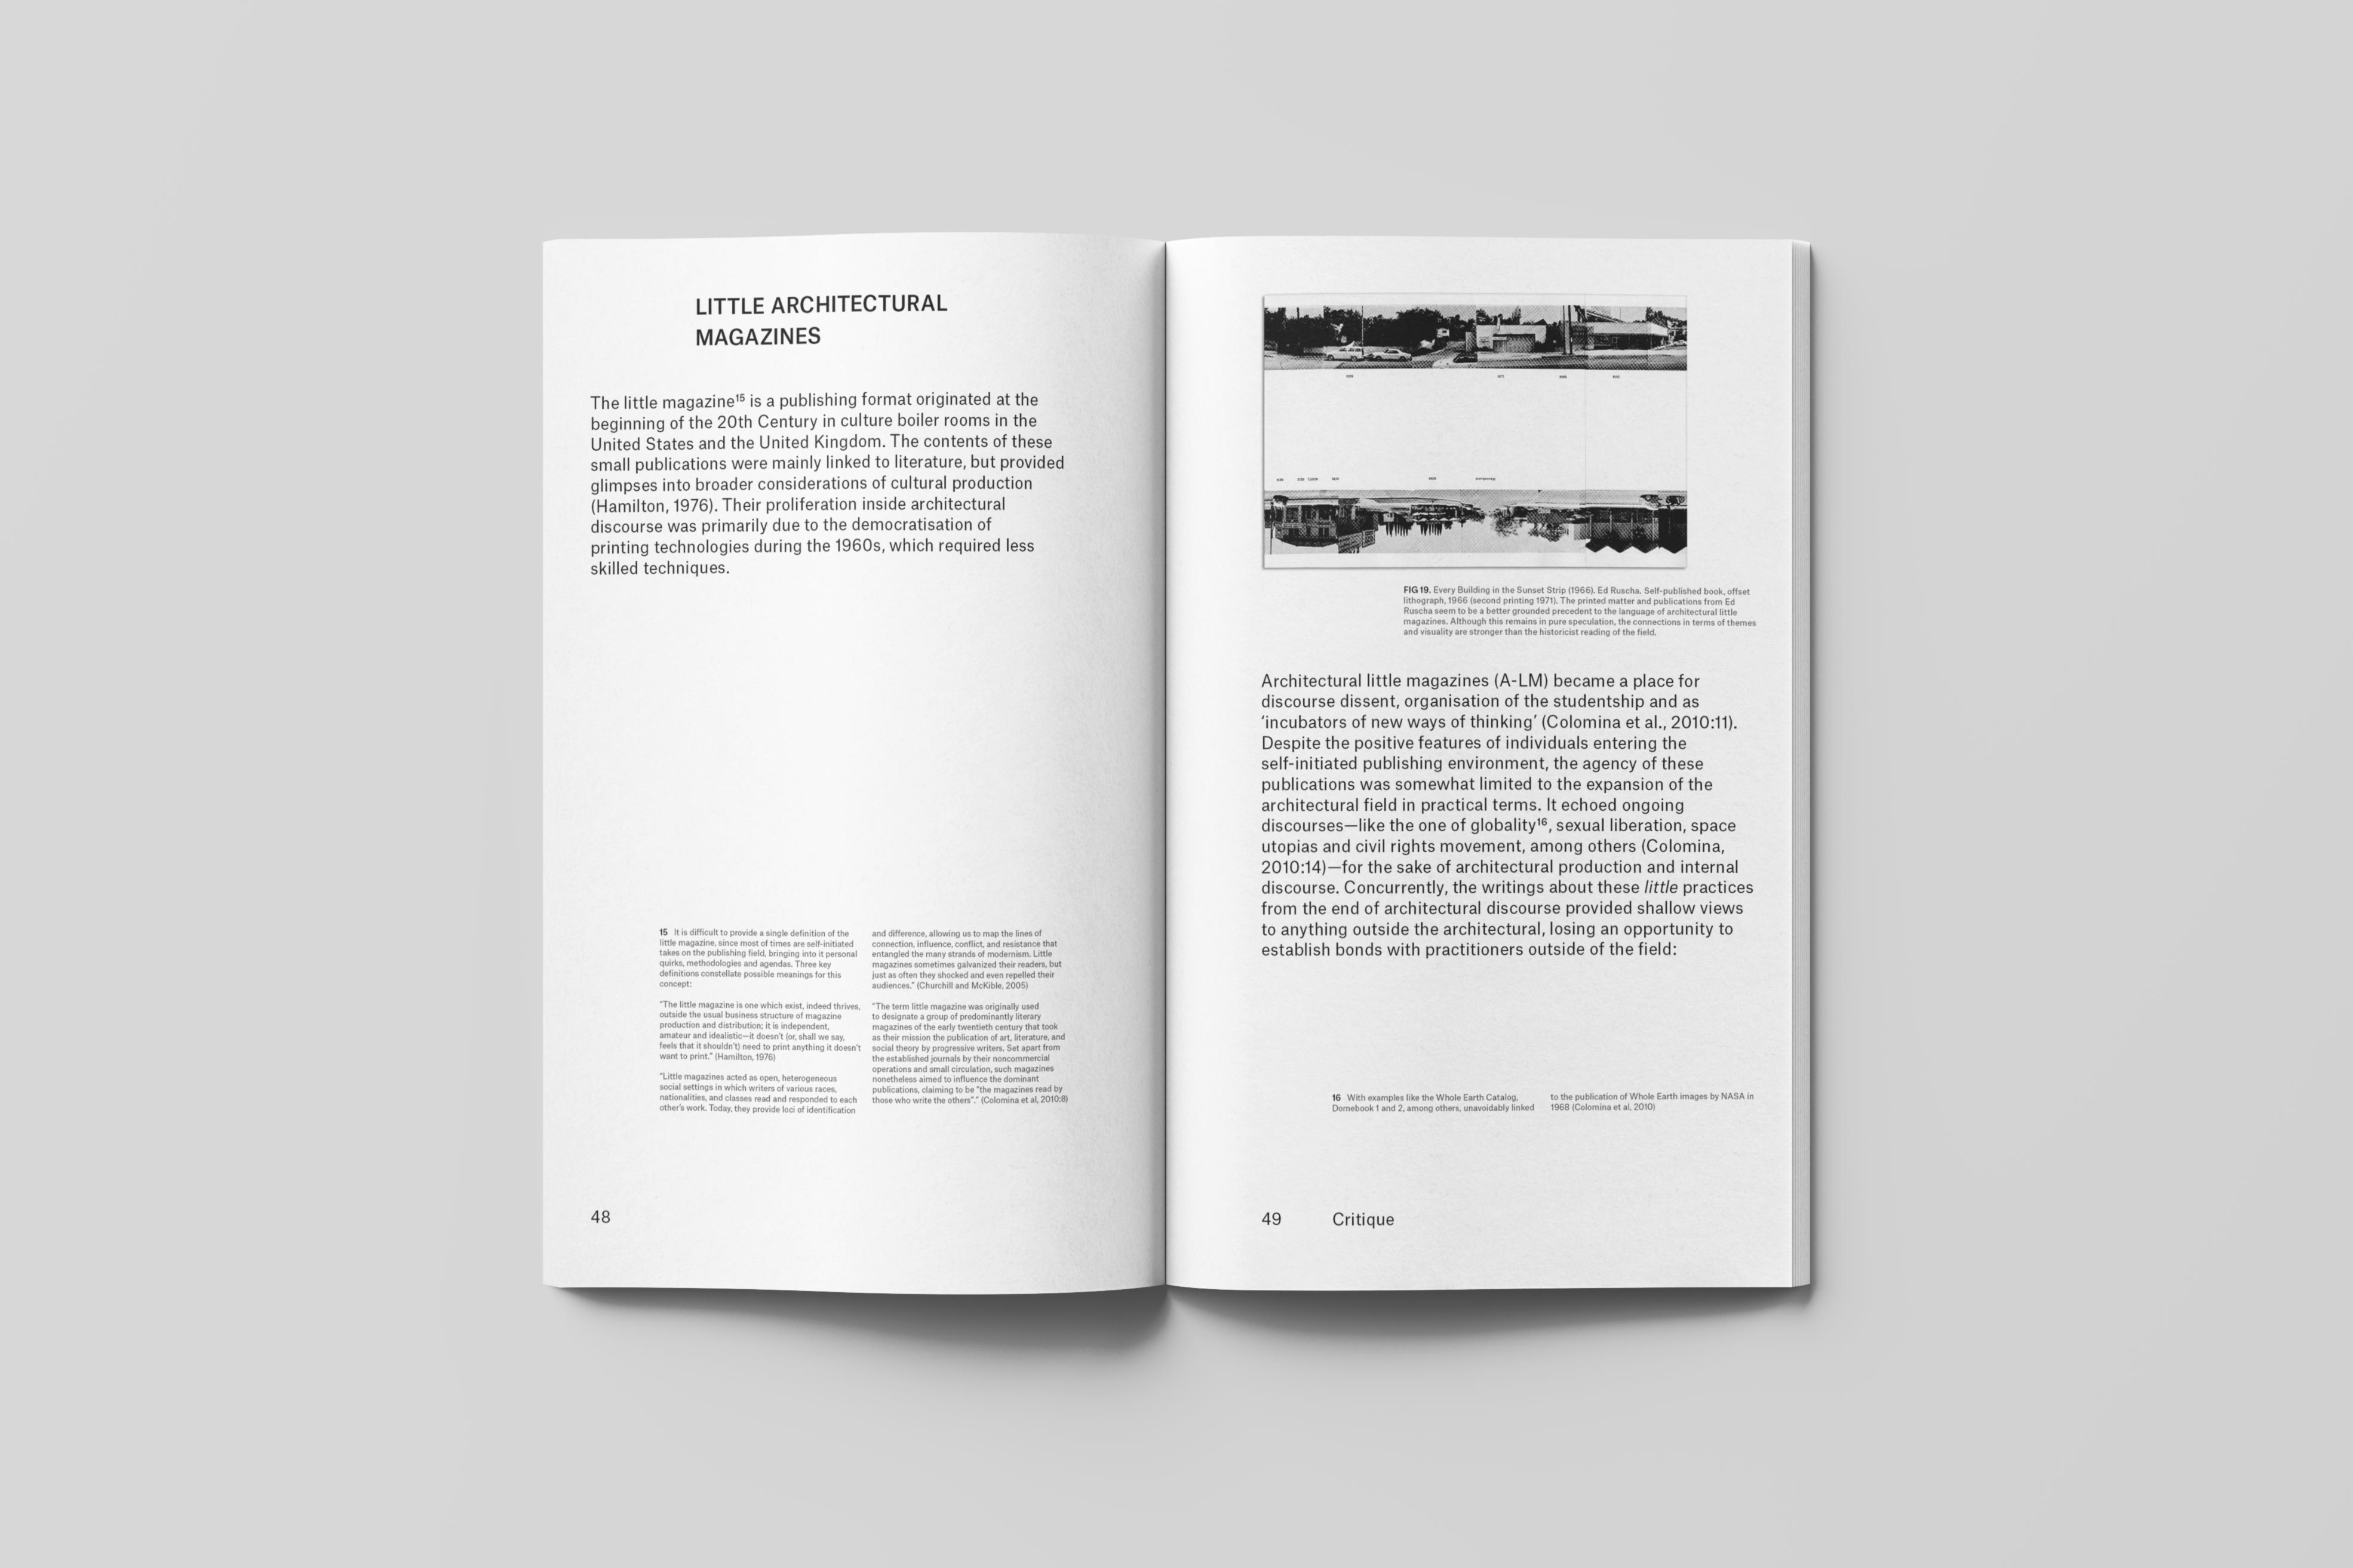 LITTLE ARCHITECTURAL
MAGAZINES
The little magazine¹⁵ is a publishing format originated at the
beginning of the 20th Century in culture boiler rooms in the
United States and the United Kingdom. The contents of these
small publications were mainly linked to literature, but provided
glimpses into broader considerations of cultural production
(Hamilton, 1976). Their proliferation inside architectural
discourse was primarily due to the democratisation of
printing technologies during the 1960s, which required less
skilled techniques.
15 It is difficult to provide a single definition of the
little magazine, since most of times are self-initiated
takes on the publishing field, bringing into it personal
quirks, methodologies and agendas. Three key
definitions constellate possible meanings for this
concept:
"The little magazine is one which exist, indeed thrives,
outside the usual business structure of magazine
production and distribution; it is independent,
amateur and idealistic—it doesn't (or, shall we say,
feels that it shouldn't) need to print anything it doesn't
want to print." (Hamilton, 1976)
"Little magazines acted as open, heterogeneous
social settings in which writers of various races,
nationalities, and classes read and responded to each
other's work. Today, they provide loci of identification
and difference, allowing us to map the lines of
connection, influence, conflict, and resistance that
entangled the many strands of modernism. Little
magazines sometimes galvanized their readers, but
just as often they shocked and even repelled their
audiences." (Churchill and McKible, 2005)
"The term little magazine was originally used
to designate a group of predominantly literary
magazines of the early twentieth century that took
as their mission the publication of art, literature, and
social theory by progressive writers. Set apart from
the established journals by their noncommercial
operations and small circulation, such magazines
nonetheless aimed to influence the dominant
publications, claiming to be "the magazines read by
those who write the others"." (Colomina et al, 2010:8)
48
FIG 19. Every Building in the Sunset Strip (1966). Ed Ruscha. Self-published book, offset
lithograph, 1966 (second printing 1971). The printed matter and publications from Ed
Ruscha seem to be a better grounded precedent to the language of architectural little
magazines. Although this remains in pure speculation, the connections in terms of themes
and visuality are stronger than the historicist reading of the field.
Architectural little magazines (A-LM) became a place for
discourse dissent, organisation of the studentship and as
'incubators of new ways of thinking' (Colomina et al., 2010:11).
Despite the positive features of individuals entering the
self-initiated publishing environment, the agency of these
publications was somewhat limited to the expansion of the
architectural field in practical terms. It echoed ongoing
discourses—like the one of globality¹⁶, sexual liberation, space
utopias and civil rights movement, among others (Colomina,
2010:14)—for the sake of architectural production and internal
discourse. Concurrently, the writings about these little practices
from the end of architectural discourse provided shallow views
to anything outside the architectural, losing an opportunity to
establish bonds with practitioners outside of the field:
16 With examples like the Whole Earth Catalog,
Domebook 1 and 2, among others, unavoidably linked
to the publication of Whole Earth images by NASA in
1968 (Colomina et al, 2010)
49 Critique